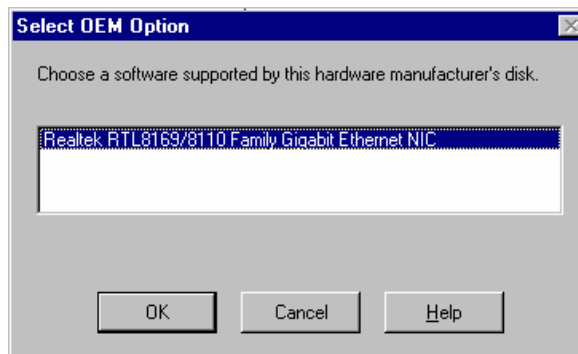 Select OEM Option
Choose a software supported by this hardware manufacturer's disk.
Realtek RTL8169/8110 Family Gigabit Ethernet NIC
OK
Cancel
Help